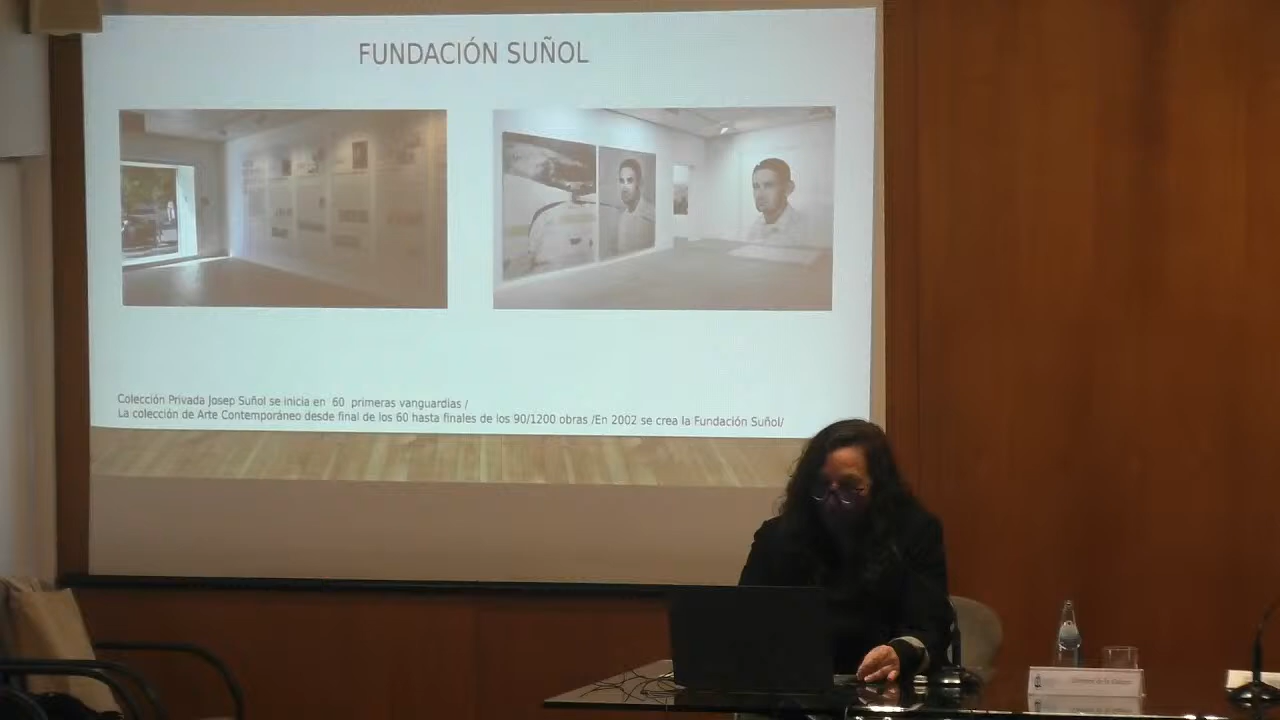 FUNDACIÓN SUÑOL
Colección Privada Josep Suñol se inicia en 60 primeras vanguardias /
La colección de Arte Contemporáneo desde final de los 60 hasta finales de los 90/1200 obras /En 2002 se crea la Fundación Suñol/